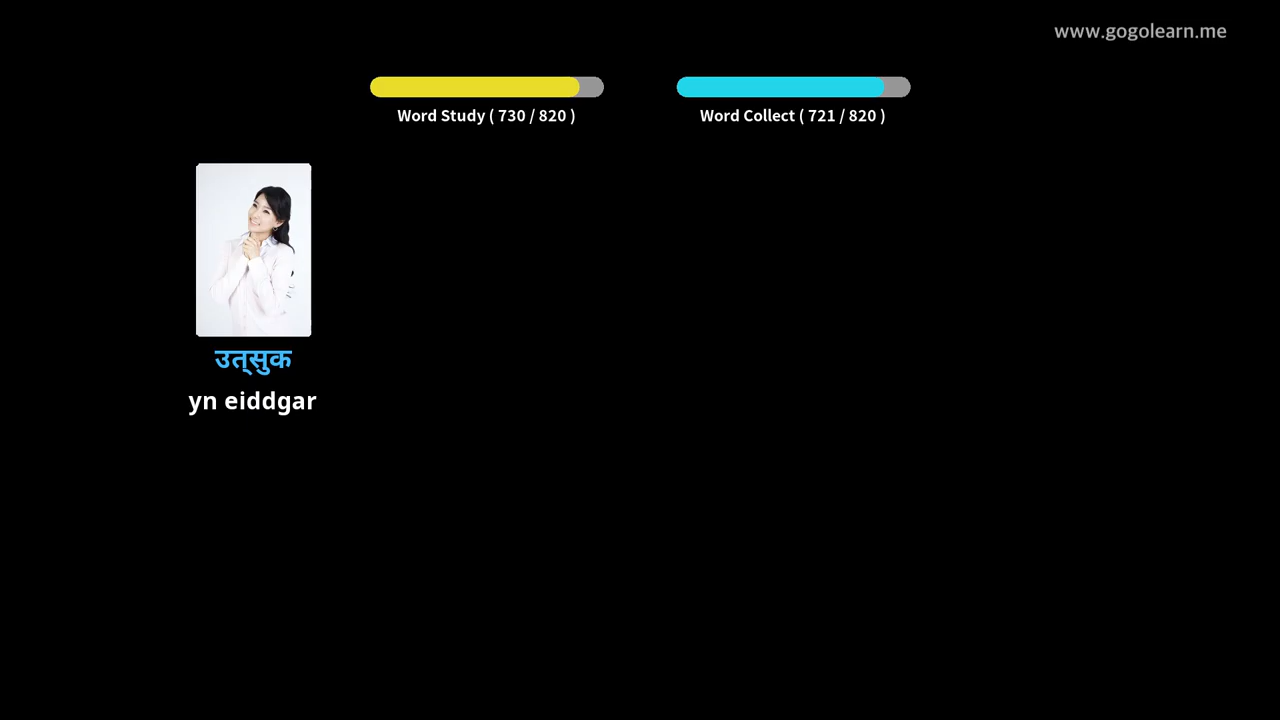 www.gogolearn.me
Word Study ( 730 / 820 )
Word Collect ( 721 / 820 )
उत्सुक
yn eiddgar